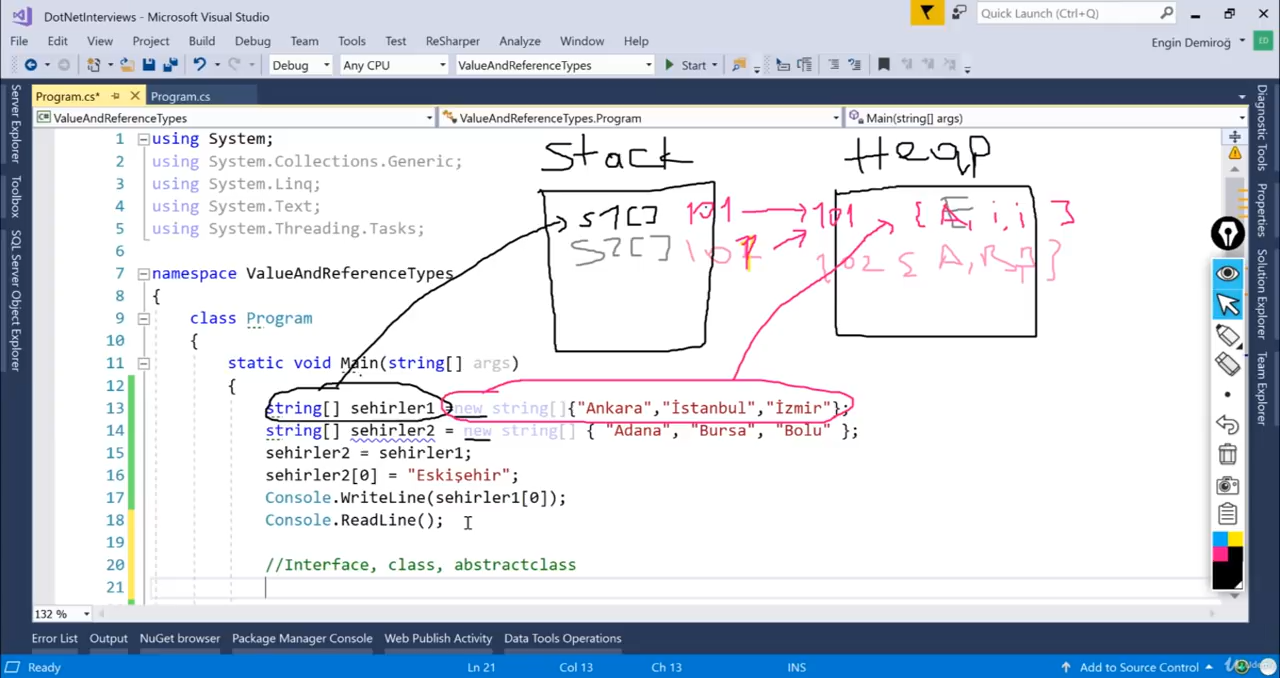 DotNetInterviews - Microsoft Visual Studio
Quick Launch (Ctrl+Q)
File Edit View Project Build Debug Team Tools Test ReSharper Analyze Window Help
Engin Demiroğ ED
Debug Any CPU ValueAndReferenceTypes Start
Program.cs* Program.cs
ValueAndReferenceTypes ValueAndReferenceTypes.Program Main(string[] args)
Server Explorer
Toolbox
SQL Server Object Explorer
1 using System;
2 using System.Collections.Generic;
3 using System.Linq;
4 using System.Text;
5 using System.Threading.Tasks;
6
7 namespace ValueAndReferenceTypes
8 {
9 class Program
10 {
11 static void Main(string[] args)
12 {
13 string[] sehirler1 =new string[]{"Ankara","İstanbul","İzmir"};
14 string[] sehirler2 = new string[] { "Adana", "Bursa", "Bolu" };
15 sehirler2 = sehirler1;
16 sehirler2[0] = "Eskişehir";
17 Console.WriteLine(sehirler1[0]);
18 Console.ReadLine();
19
20 //Interface, class, abstractclass
21
Stack Heap
s1[] 101 101 { A, i, i }
s2[] 102 { A, B, B }
Diagnostic Tools
Properties
Solution Explorer
Team Explorer
132 %
Error List Output NuGet browser Package Manager Console Web Publish Activity Data Tools Operations
Ready Ln 21 Col 13 Ch 13 INS Add to Source Control